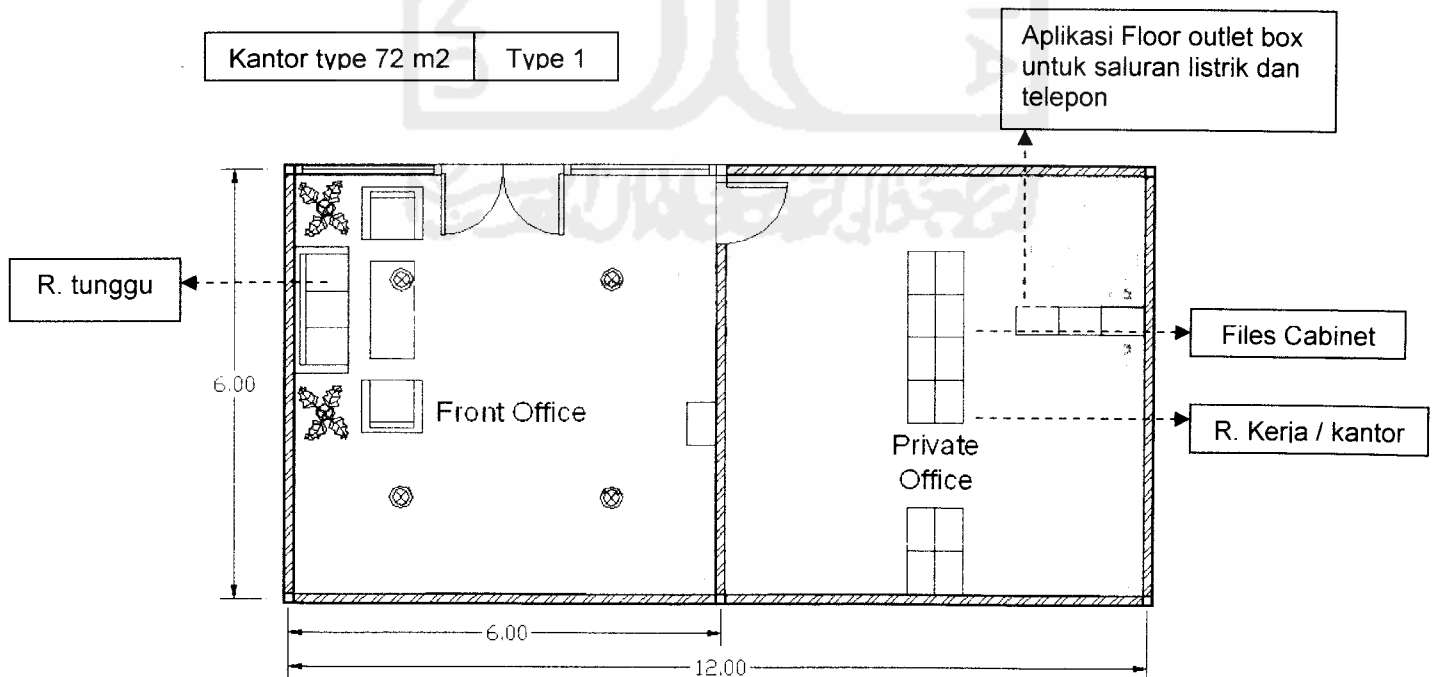 Kantor type 72 m2
Type 1
Aplikasi Floor outlet box
untuk saluran listrik dan
telepon
R. tunggu
Files Cabinet
R. Kerja / kantor
6.00
Front Office
Private
Office
6.00
12.00